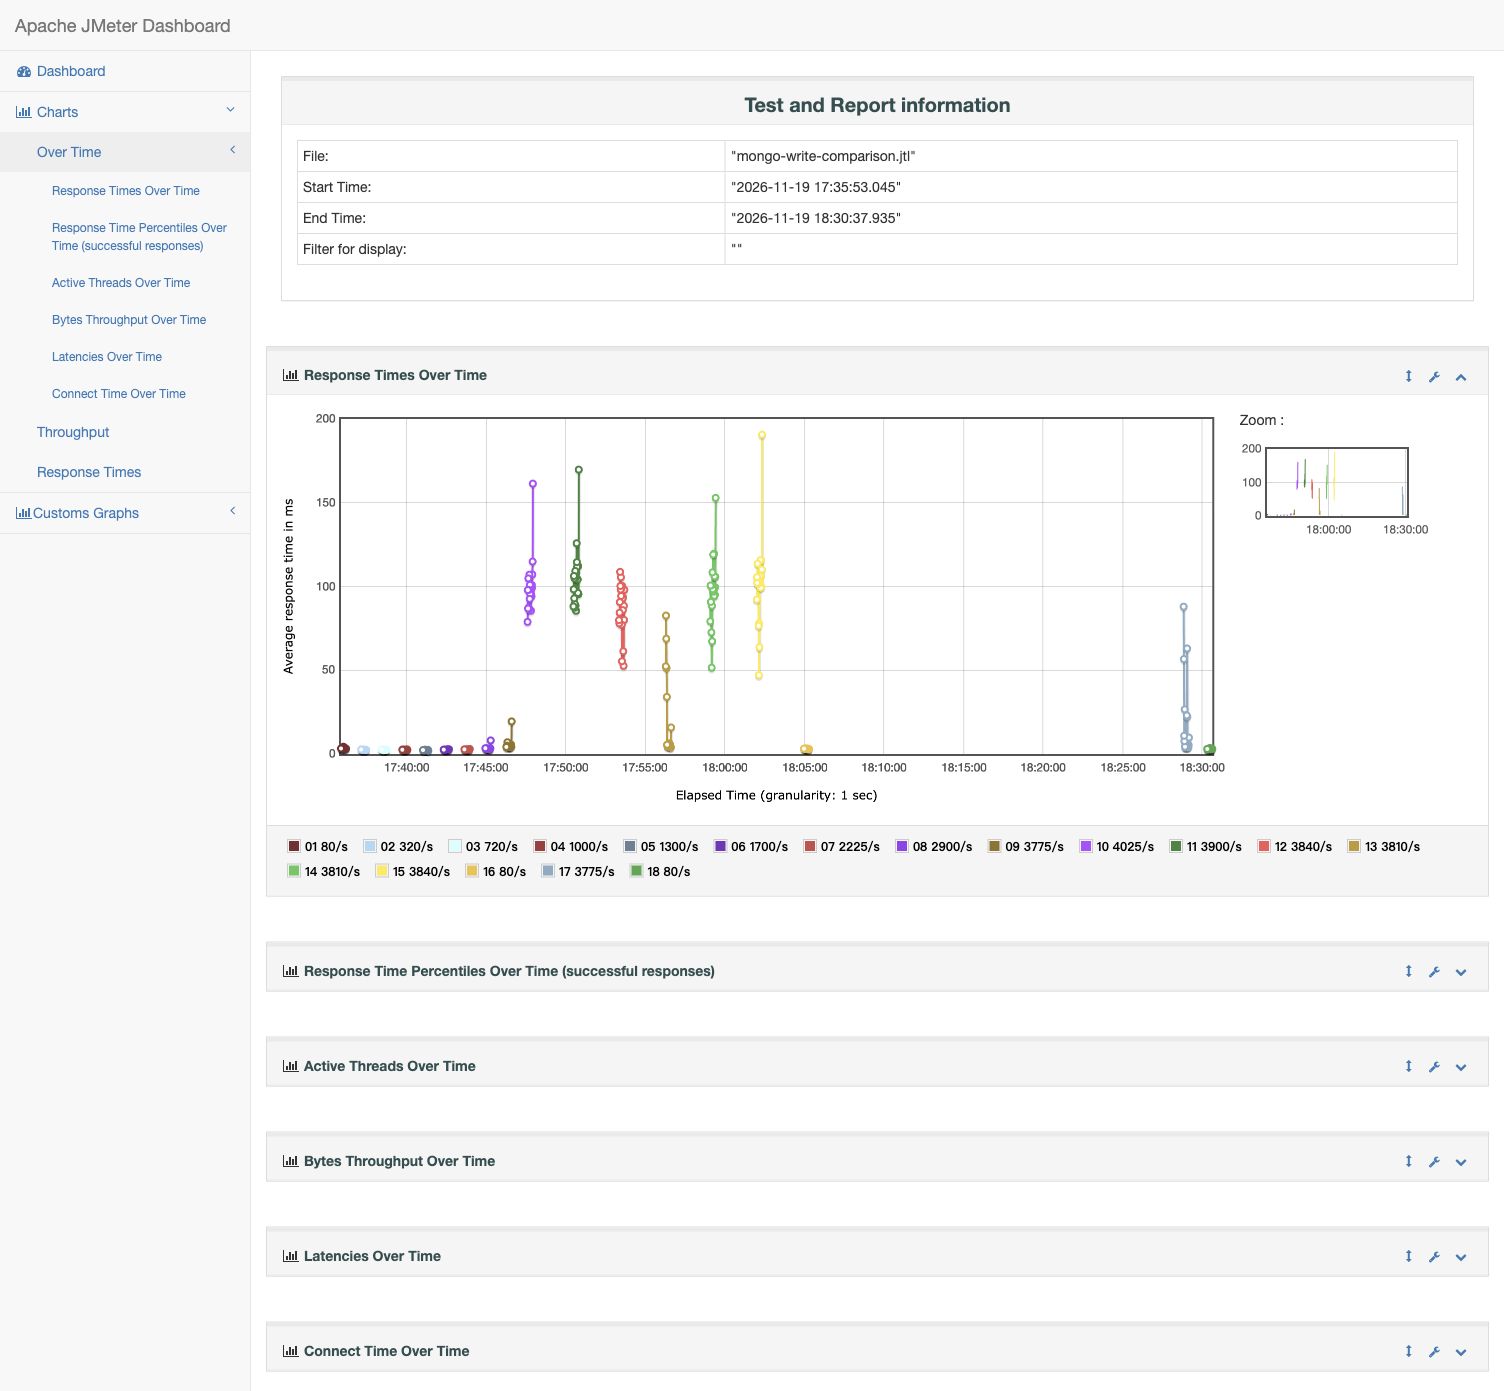 Apache JMeter Dashboard
Dashboard
Charts
Over Time
Response Times Over Time
Response Time Percentiles Over
Time (successful responses)
Active Threads Over Time
Bytes Throughput Over Time
Latencies Over Time
Connect Time Over Time
Throughput
Response Times
Customs Graphs
Test and Report information
File: "mongo-write-comparison.jtl"
Start Time: "2026-11-19 17:35:53.045"
End Time: "2026-11-19 18:30:37.935"
Filter for display: ""
Response Times Over Time
200
150
100
50
0
Average response time in ms
17:40:00 17:45:00 17:50:00 17:55:00 18:00:00 18:05:00 18:10:00 18:15:00 18:20:00 18:25:00 18:30:00
Elapsed Time (granularity: 1 sec)
Zoom :
200
100
0
18:00:00 18:30:00
01 80/s 02 320/s 03 720/s 04 1000/s 05 1300/s 06 1700/s 07 2225/s 08 2900/s 09 3775/s 10 4025/s 11 3900/s 12 3840/s 13 3810/s
14 3810/s 15 3840/s 16 80/s 17 3775/s 18 80/s
Response Time Percentiles Over Time (successful responses)
Active Threads Over Time
Bytes Throughput Over Time
Latencies Over Time
Connect Time Over Time